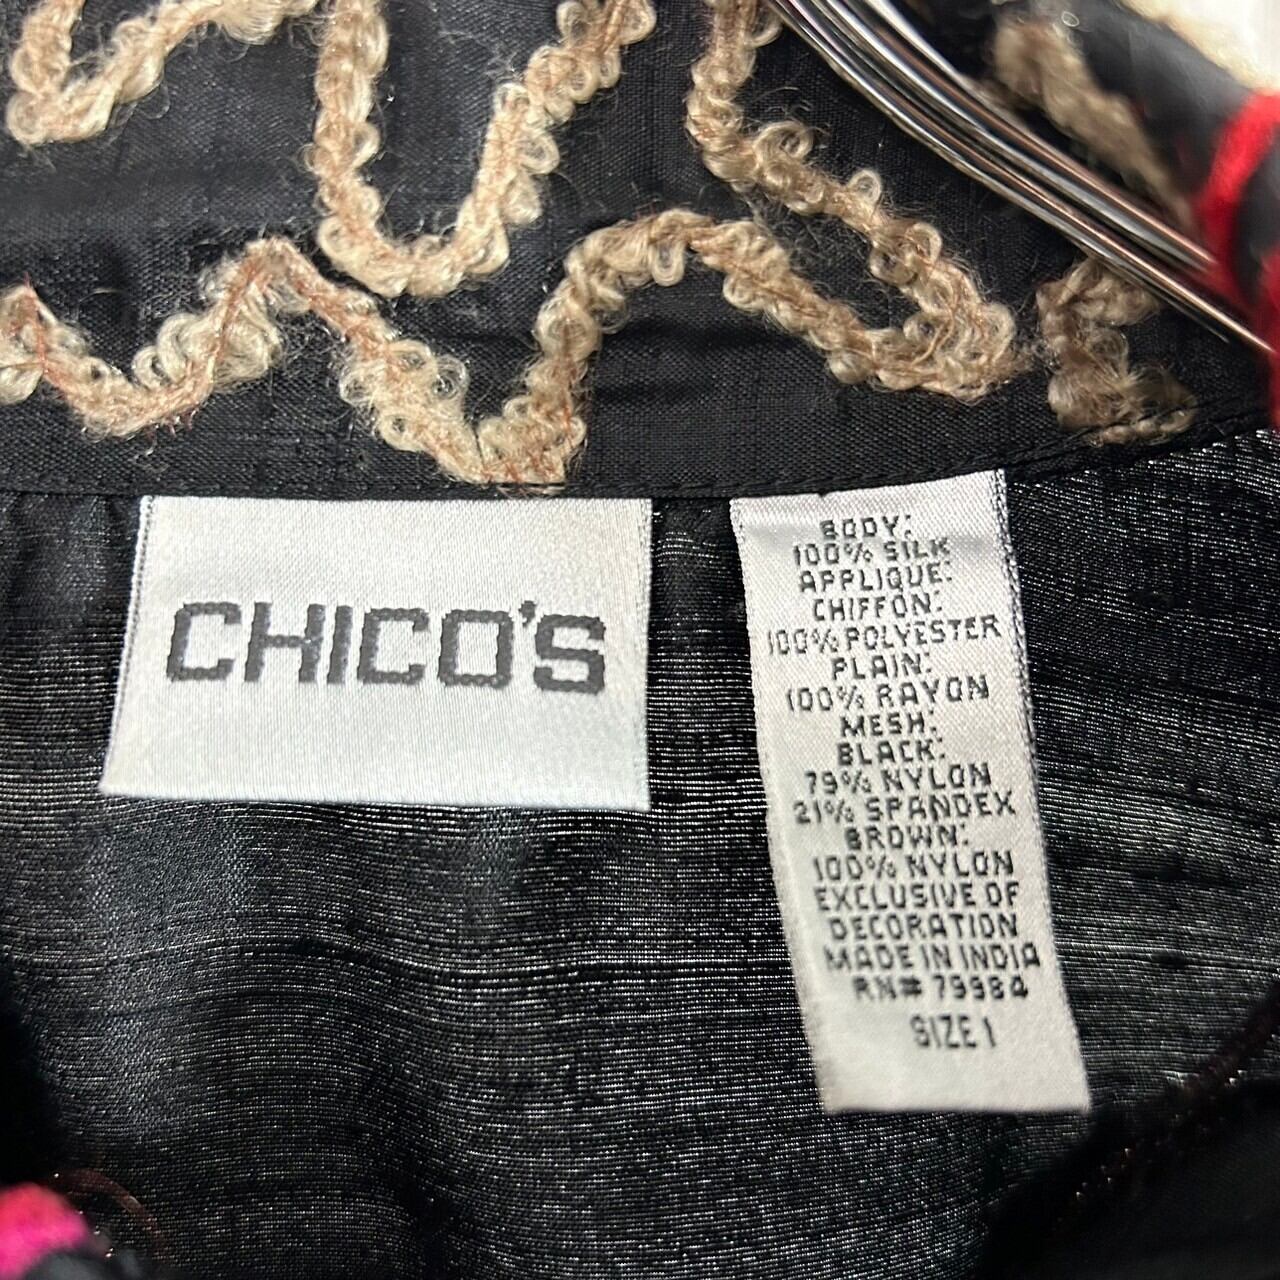 CHICO'S
BODY:
100% SILK
APPLIQUE:
CHIFFON:
100% POLYESTER
PLAIN:
100% RAYON
MESH:
BLACK:
79% NYLON
21% SPANDEX
BROWN:
100% NYLON
EXCLUSIVE OF
DECORATION
MADE IN INDIA
RN# 79984
SIZE 1